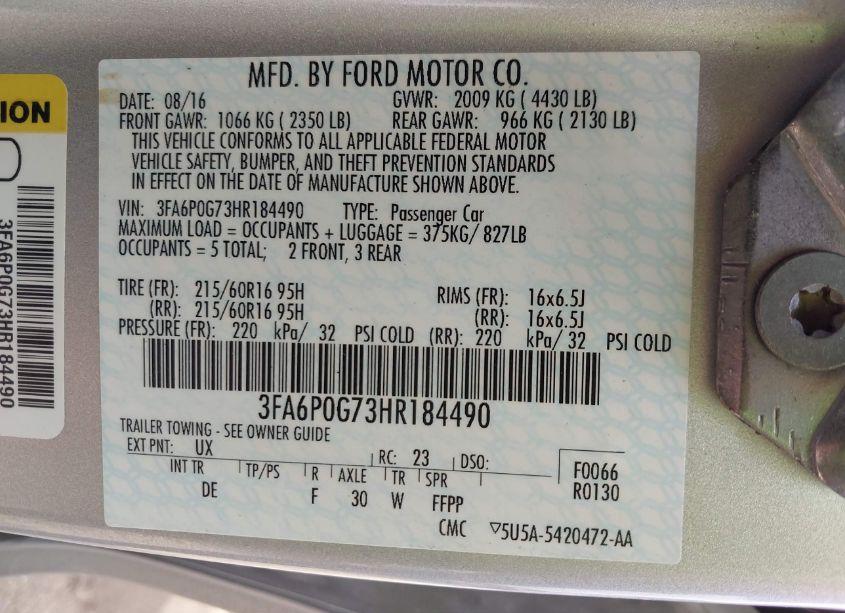 MFD. BY FORD MOTOR CO.
DATE: 08/16 GVWR: 2009 KG ( 4430 LB)
FRONT GAWR: 1066 KG ( 2350 LB) REAR GAWR: 966 KG ( 2130 LB)
THIS VEHICLE CONFORMS TO ALL APPLICABLE FEDERAL MOTOR
VEHICLE SAFETY, BUMPER, AND THEFT PREVENTION STANDARDS
IN EFFECT ON THE DATE OF MANUFACTURE SHOWN ABOVE.
VIN: 3FA6P0G73HR184490 TYPE: Passenger Car
MAXIMUM LOAD = OCCUPANTS + LUGGAGE = 375KG/ 827LB
OCCUPANTS = 5 TOTAL; 2 FRONT, 3 REAR
TIRE (FR): 215/60R16 95H RIMS (FR): 16x6.5J
(RR): 215/60R16 95H (RR): 16x6.5J
PRESSURE (FR): 220 kPa/ 32 PSI COLD (RR): 220 kPa/ 32 PSI COLD
3FA6P0G73HR184490
TRAILER TOWING - SEE OWNER GUIDE
EXT PNT: UX RC: 23 DSO: F0066
INT TR TP/PS R AXLE TR SPR R0130
DE F 30 W FFPP
CMC ▽5U5A-5420472-AA
ION
3FA6P0G73HR184490